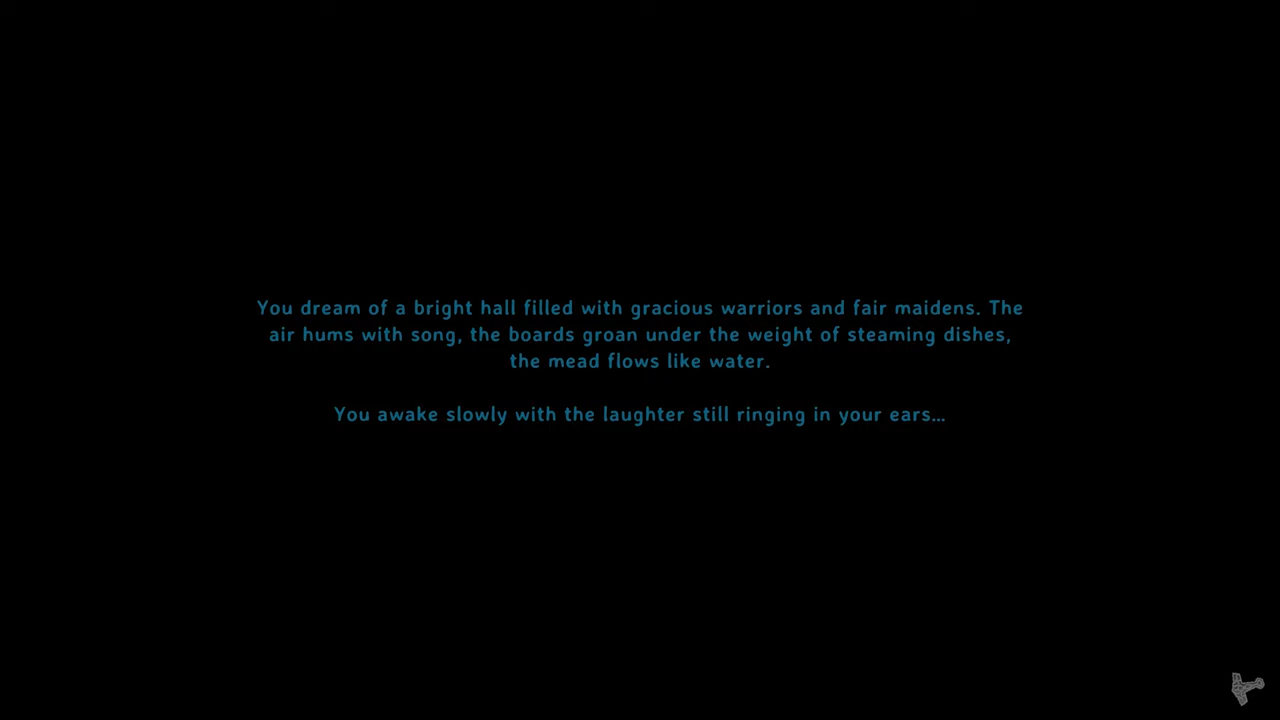 You dream of a bright hall filled with gracious warriors and fair maidens. The
air hums with song, the boards groan under the weight of steaming dishes,
the mead flows like water.
You awake slowly with the laughter still ringing in your ears...